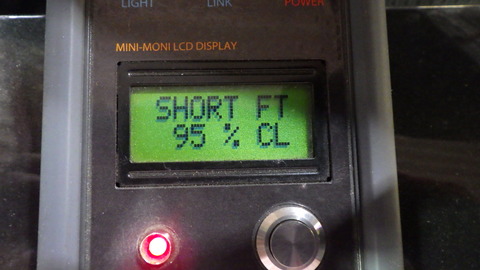 LIGHT LINK POWER
MINI-MONI LCD DISPLAY
SHORT FT
95 % CL